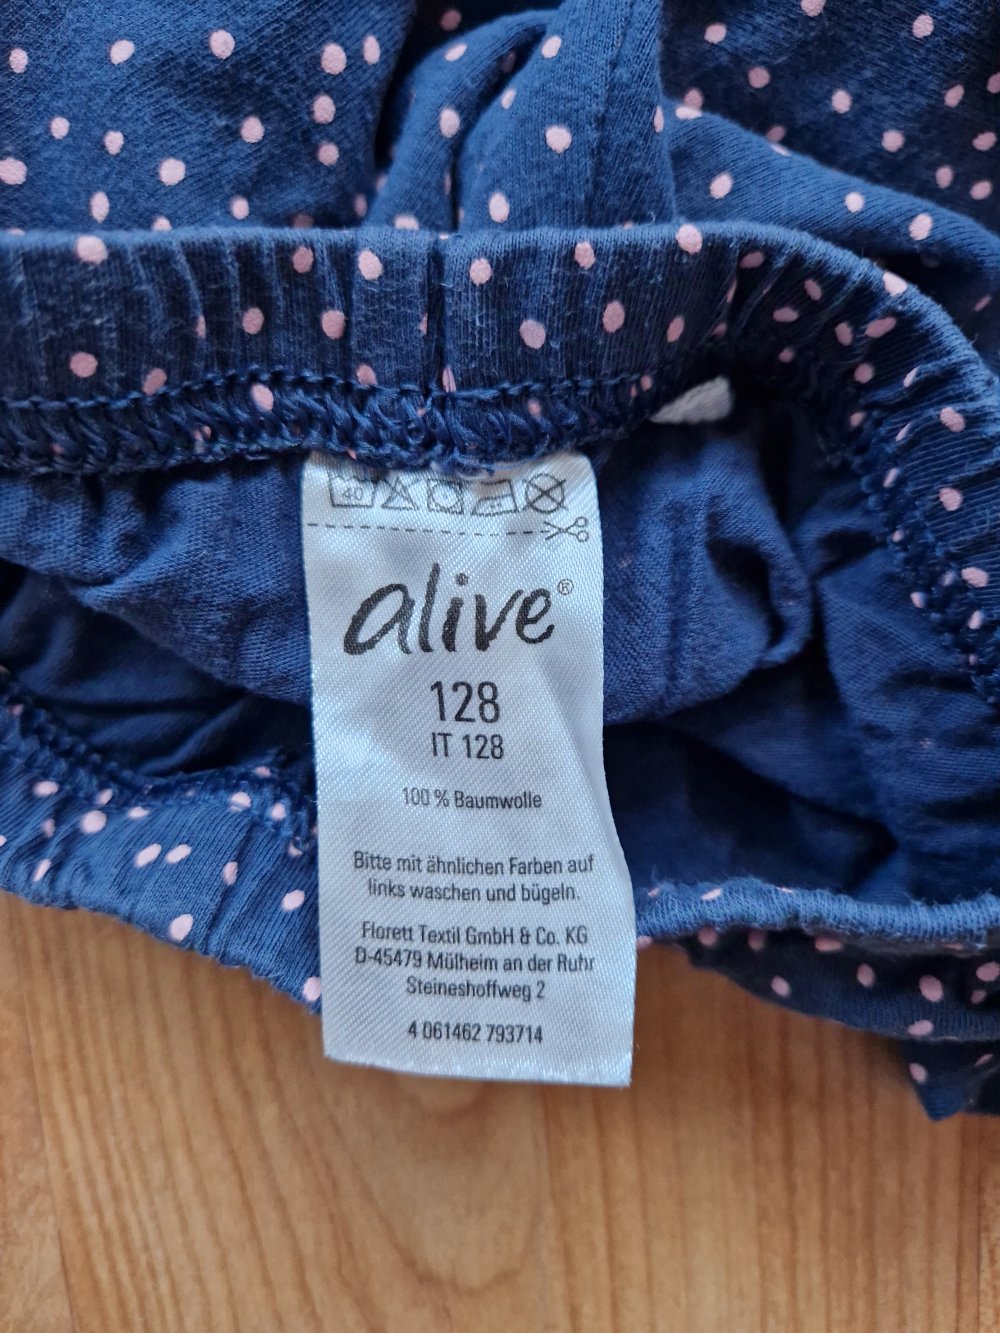 40
alive®
128
IT 128
100 % Baumwolle
Bitte mit ähnlichen Farben auf
links waschen und bügeln.
Florett Textil GmbH & Co. KG
D-45479 Mülheim an der Ruhr
Steineshoffweg 2
4 061462 793714